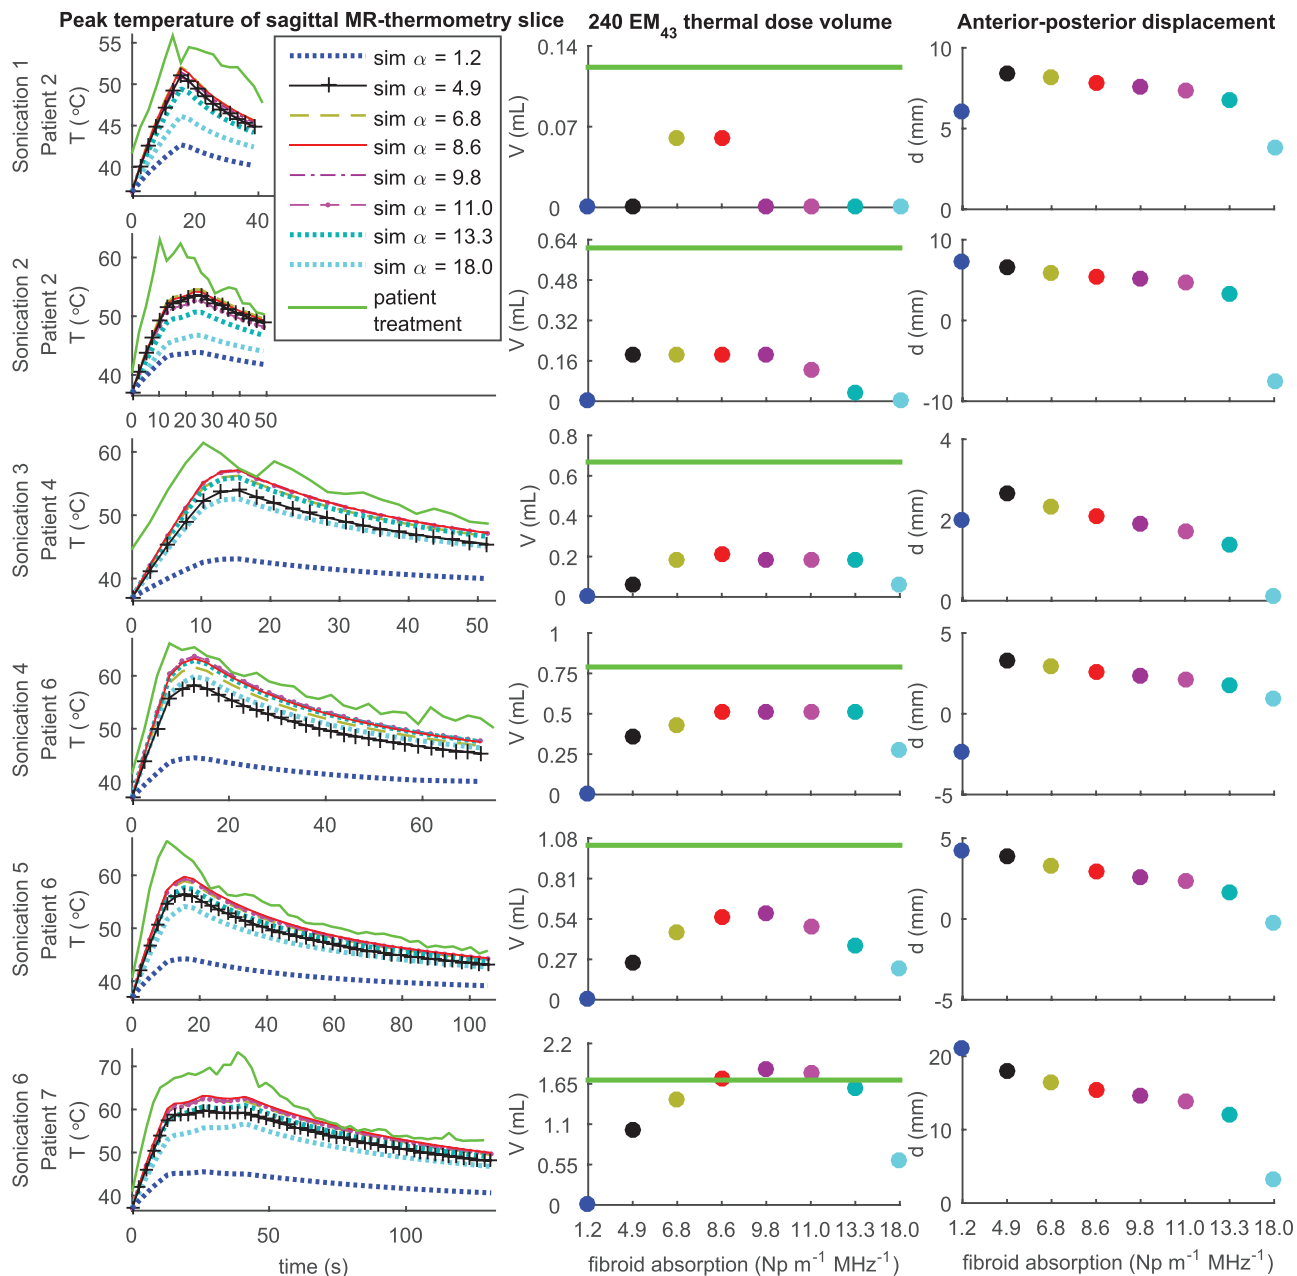 Peak temperature of sagittal MR-thermometry slice
240 EM43 thermal dose volume
Anterior-posterior displacement
Sonication 1
Patient 2
T (°C)
55
50
45
40
0 20 40
sim α = 1.2
sim α = 4.9
sim α = 6.8
sim α = 8.6
sim α = 9.8
sim α = 11.0
sim α = 13.3
sim α = 18.0
patient
treatment
V (mL)
0.14
0.07
0
d (mm)
10
5
0
Sonication 2
Patient 2
T (°C)
60
50
40
0 10 20 30 40 50
V (mL)
0.64
0.48
0.32
0.16
0
d (mm)
10
0
-10
Sonication 3
Patient 4
T (°C)
60
50
40
0 10 20 30 40 50
V (mL)
0.8
0.6
0.4
0.2
0
d (mm)
4
2
0
Sonication 4
Patient 6
T (°C)
60
50
40
0 20 40 60
V (mL)
1
0.75
0.5
0.25
0
d (mm)
5
0
-5
Sonication 5
Patient 6
T (°C)
60
50
40
0 20 40 60 80 100
V (mL)
1.08
0.81
0.54
0.27
0
d (mm)
5
0
-5
Sonication 6
Patient 7
T (°C)
70
60
50
40
0 50 100
time (s)
V (mL)
2.2
1.65
1.1
0.55
0
1.2 4.9 6.8 8.6 9.8 11.0 13.3 18.0
fibroid absorption (Np m-1 MHz-1)
d (mm)
20
10
0
1.2 4.9 6.8 8.6 9.8 11.0 13.3 18.0
fibroid absorption (Np m-1 MHz-1)